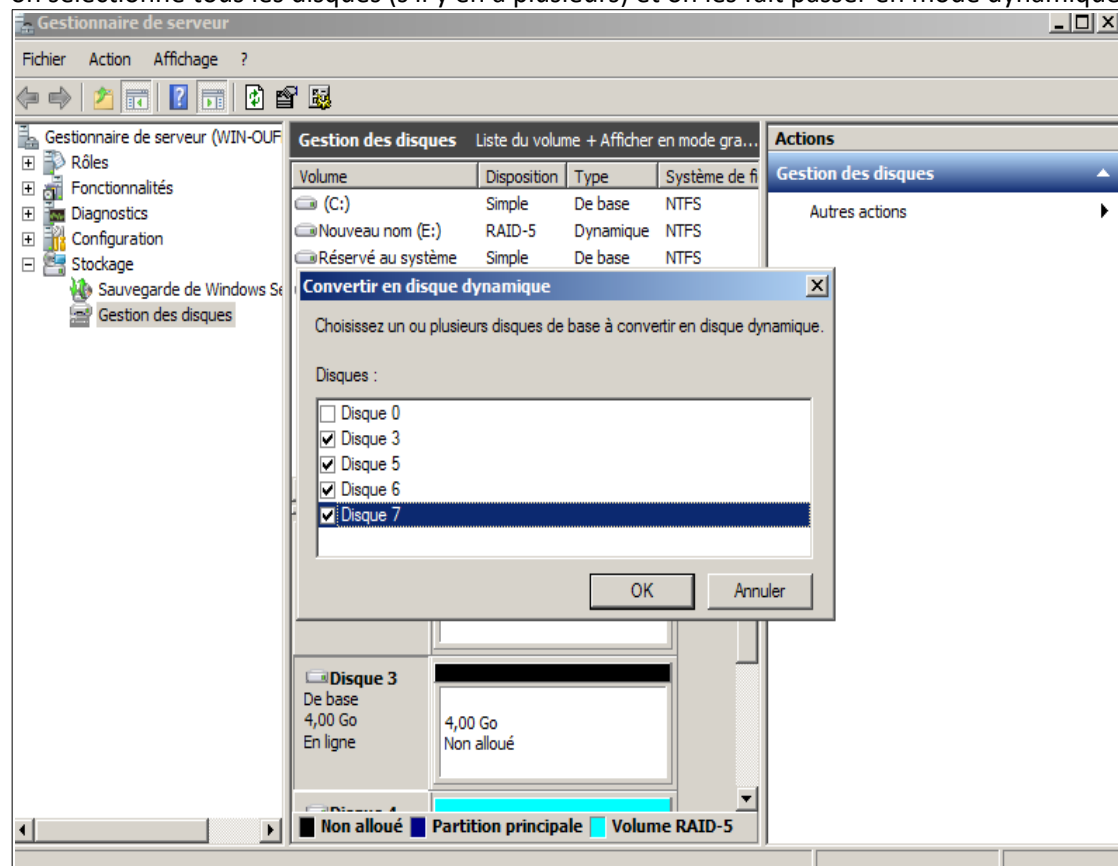 On sélectionne tous les disques (s'il y en a plusieurs) et on les fait passer en mode dynamique
Gestionnaire de serveur
Fichier Action Affichage ?
Gestionnaire de serveur (WIN-OUF
Rôles
Fonctionnalités
Diagnostics
Configuration
Stockage
Sauvegarde de Windows Se
Gestion des disques
Gestion des disques Liste du volume + Afficher en mode gra...
Volume Disposition Type Système de fi
(C:) Simple De base NTFS
Nouveau nom (E:) RAID-5 Dynamique NTFS
Réservé au système Simple De base NTFS
Actions
Gestion des disques
Autres actions
Convertir en disque dynamique
Choisissez un ou plusieurs disques de base à convertir en disque dynamique.
Disques :
Disque 0
Disque 3
Disque 5
Disque 6
Disque 7
OK Annuler
Disque 3
De base
4,00 Go
En ligne
4,00 Go
Non alloué
Disque 4
Non alloué Partition principale Volume RAID-5